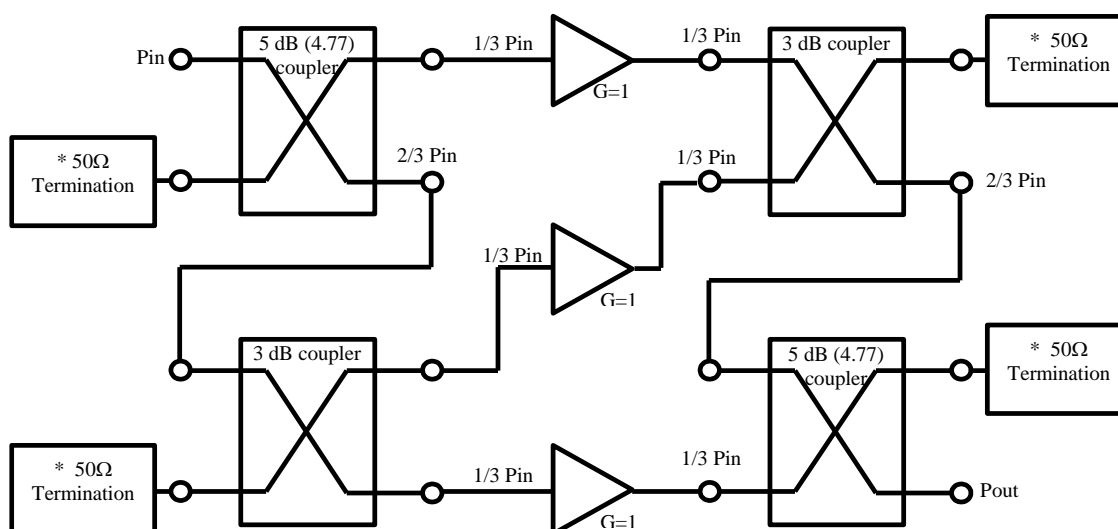 Pin
5 dB (4.77)
coupler
1/3 Pin
G=1
1/3 Pin
3 dB coupler
* 50Ω
Termination
* 50Ω
Termination
2/3 Pin
1/3 Pin
2/3 Pin
1/3 Pin
G=1
3 dB coupler
5 dB (4.77)
coupler
* 50Ω
Termination
* 50Ω
Termination
1/3 Pin
G=1
1/3 Pin
Pout